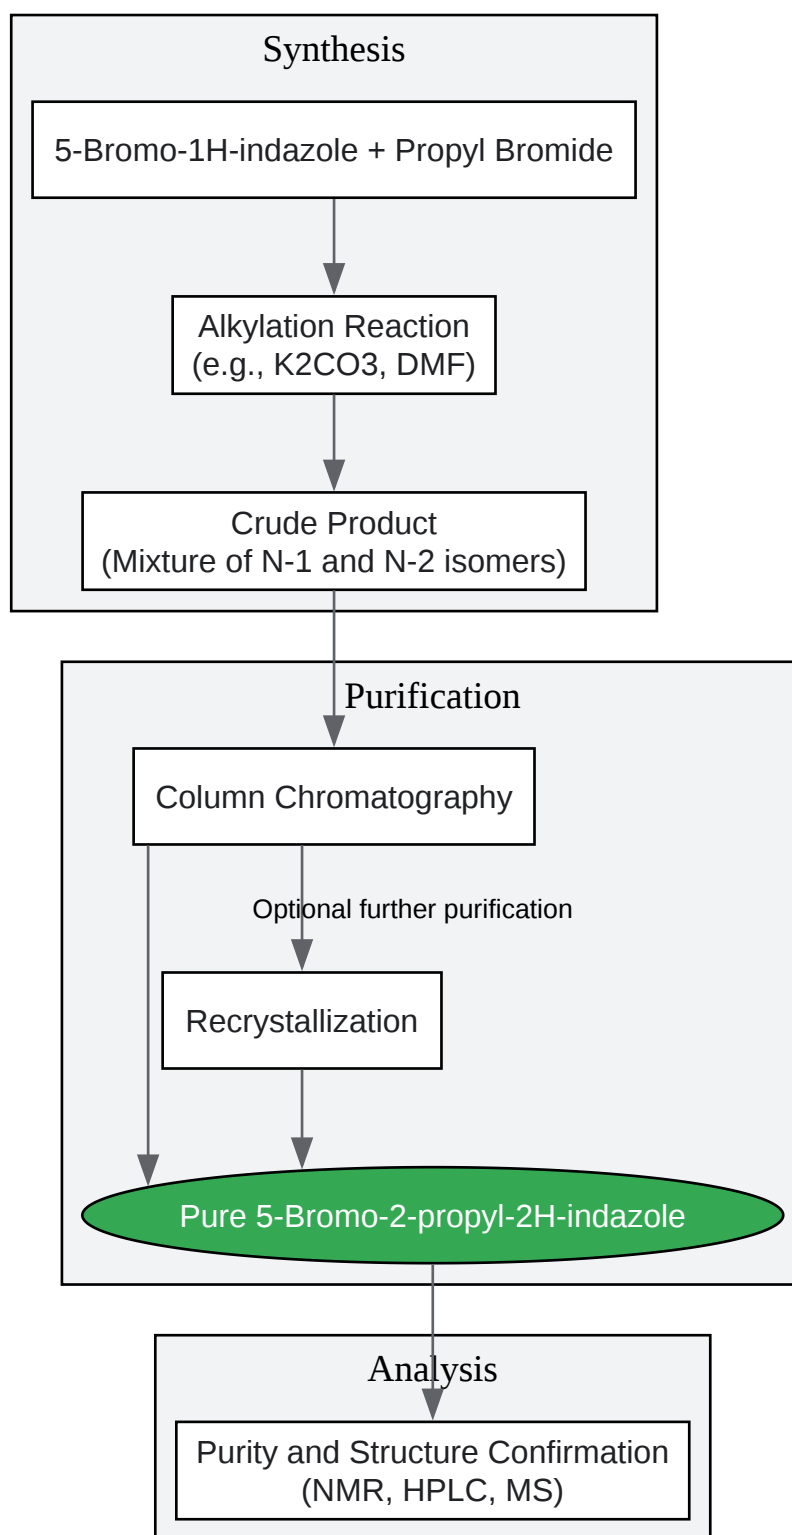 Synthesis
5-Bromo-1H-indazole + Propyl Bromide
Alkylation Reaction
(e.g., K2CO3, DMF)
Crude Product
(Mixture of N-1 and N-2 isomers)
Purification
Column Chromatography
Optional further purification
Recrystallization
Pure 5-Bromo-2-propyl-2H-indazole
Analysis
Purity and Structure Confirmation
(NMR, HPLC, MS)